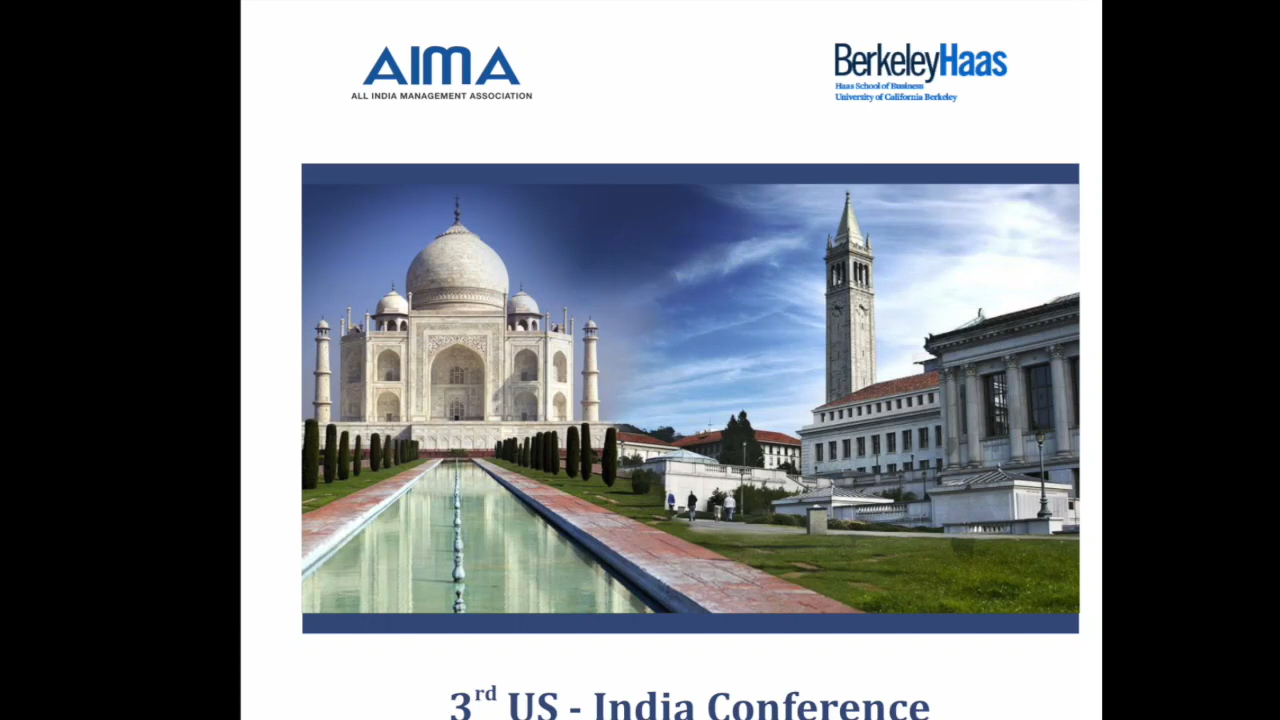 AIMA
ALL INDIA MANAGEMENT ASSOCIATION
BerkeleyHaas
Haas School of Business
University of California Berkeley
3rd US - India Conference